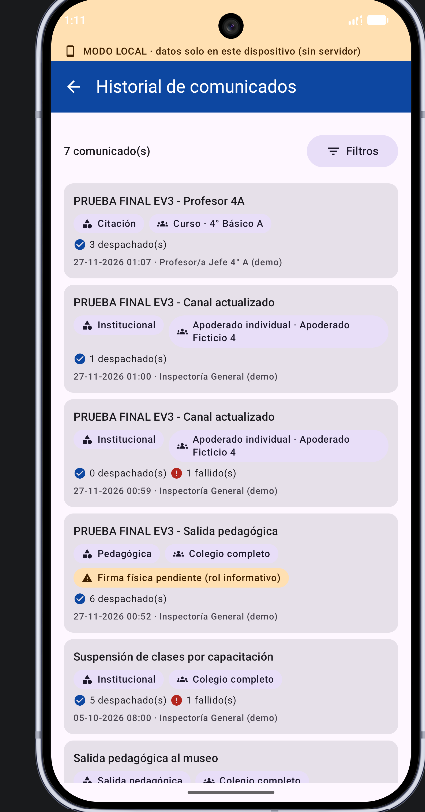 1:11
MODO LOCAL · datos solo en este dispositivo (sin servidor)
Historial de comunicados
7 comunicado(s)
Filtros
PRUEBA FINAL EV3 - Profesor 4A
Citación
Curso · 4° Básico A
3 despachado(s)
27-11-2026 01:07 · Profesor/a Jefe 4° A (demo)
PRUEBA FINAL EV3 - Canal actualizado
Institucional
Apoderado individual · Apoderado
Ficticio 4
1 despachado(s)
27-11-2026 01:00 · Inspectoría General (demo)
PRUEBA FINAL EV3 - Canal actualizado
Institucional
Apoderado individual · Apoderado
Ficticio 4
0 despachado(s)
1 fallido(s)
27-11-2026 00:59 · Inspectoría General (demo)
PRUEBA FINAL EV3 - Salida pedagógica
Pedagógica
Colegio completo
Firma física pendiente (rol informativo)
6 despachado(s)
27-11-2026 00:52 · Inspectoría General (demo)
Suspensión de clases por capacitación
Institucional
Colegio completo
5 despachado(s)
1 fallido(s)
05-10-2026 08:00 · Inspectoría General (demo)
Salida pedagógica al museo
Salida pedagógica
Colegio completo